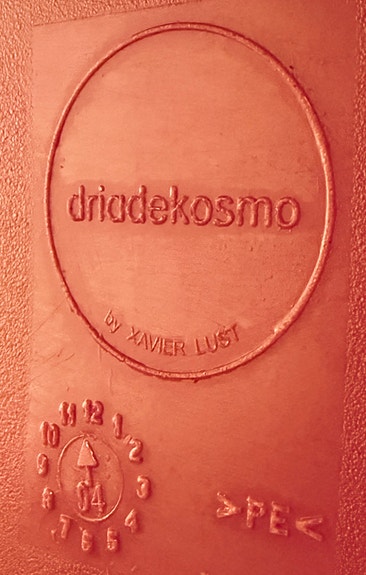 driadekosmo
by XAVIER LUST
11 12 1
10 2
9 04 3
8 4
7 6 5
>PE<